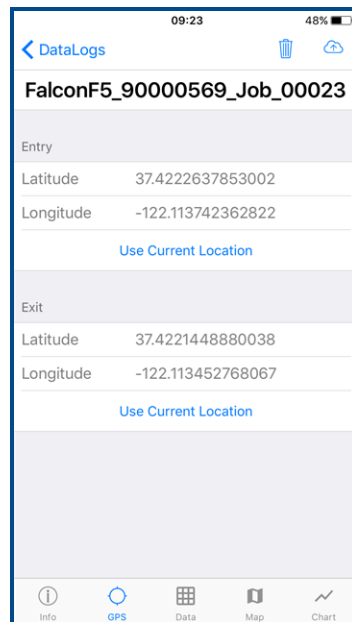 09:23 48%
DataLogs
FalconF5_90000569_Job_00023
Entry
Latitude 37.4222637853002
Longitude -122.113742362822
Use Current Location
Exit
Latitude 37.4221448880038
Longitude -122.113452768067
Use Current Location
Info GPS Data Map Chart